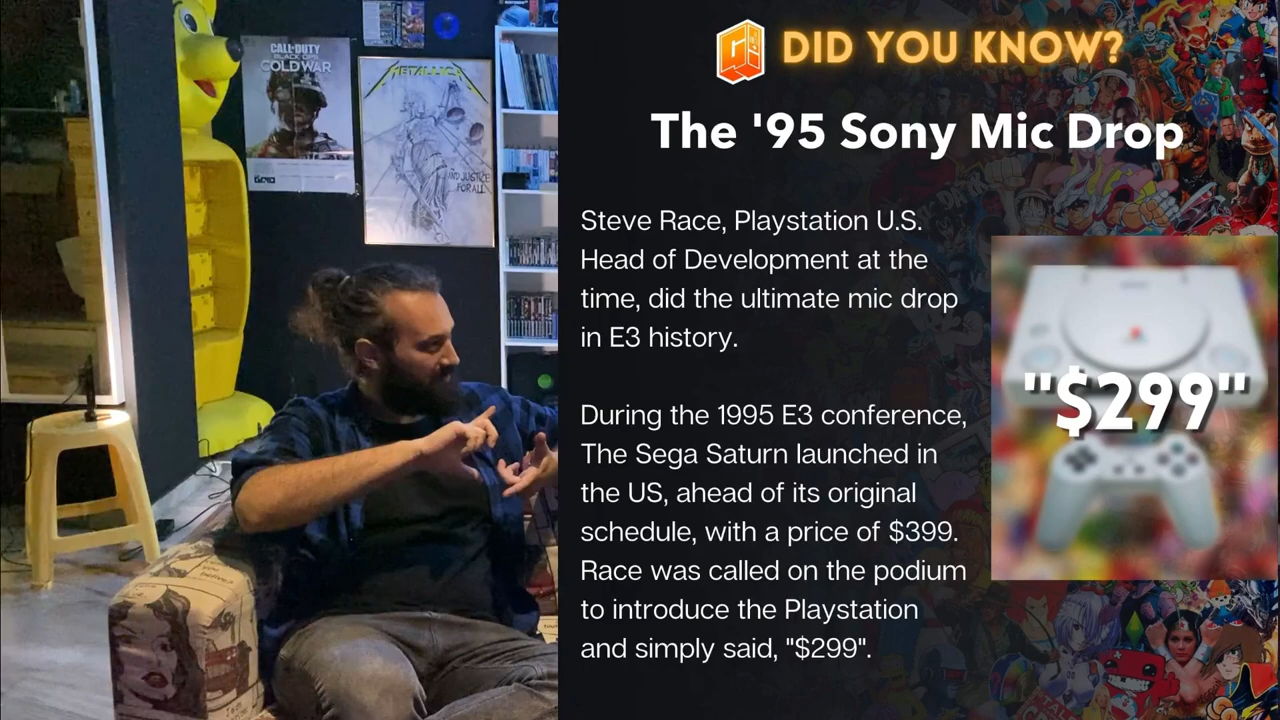 DID YOU KNOW?
The '95 Sony Mic Drop
Steve Race, Playstation U.S.
Head of Development at the
time, did the ultimate mic drop
in E3 history.
During the 1995 E3 conference,
The Sega Saturn launched in
the US, ahead of its original
schedule, with a price of $399.
Race was called on the podium
to introduce the Playstation
and simply said, "$299".
"$299"
CALL·DUTY
BLACK OPS
COLD WAR
METALLICA
AND JUSTICE
FOR ALL